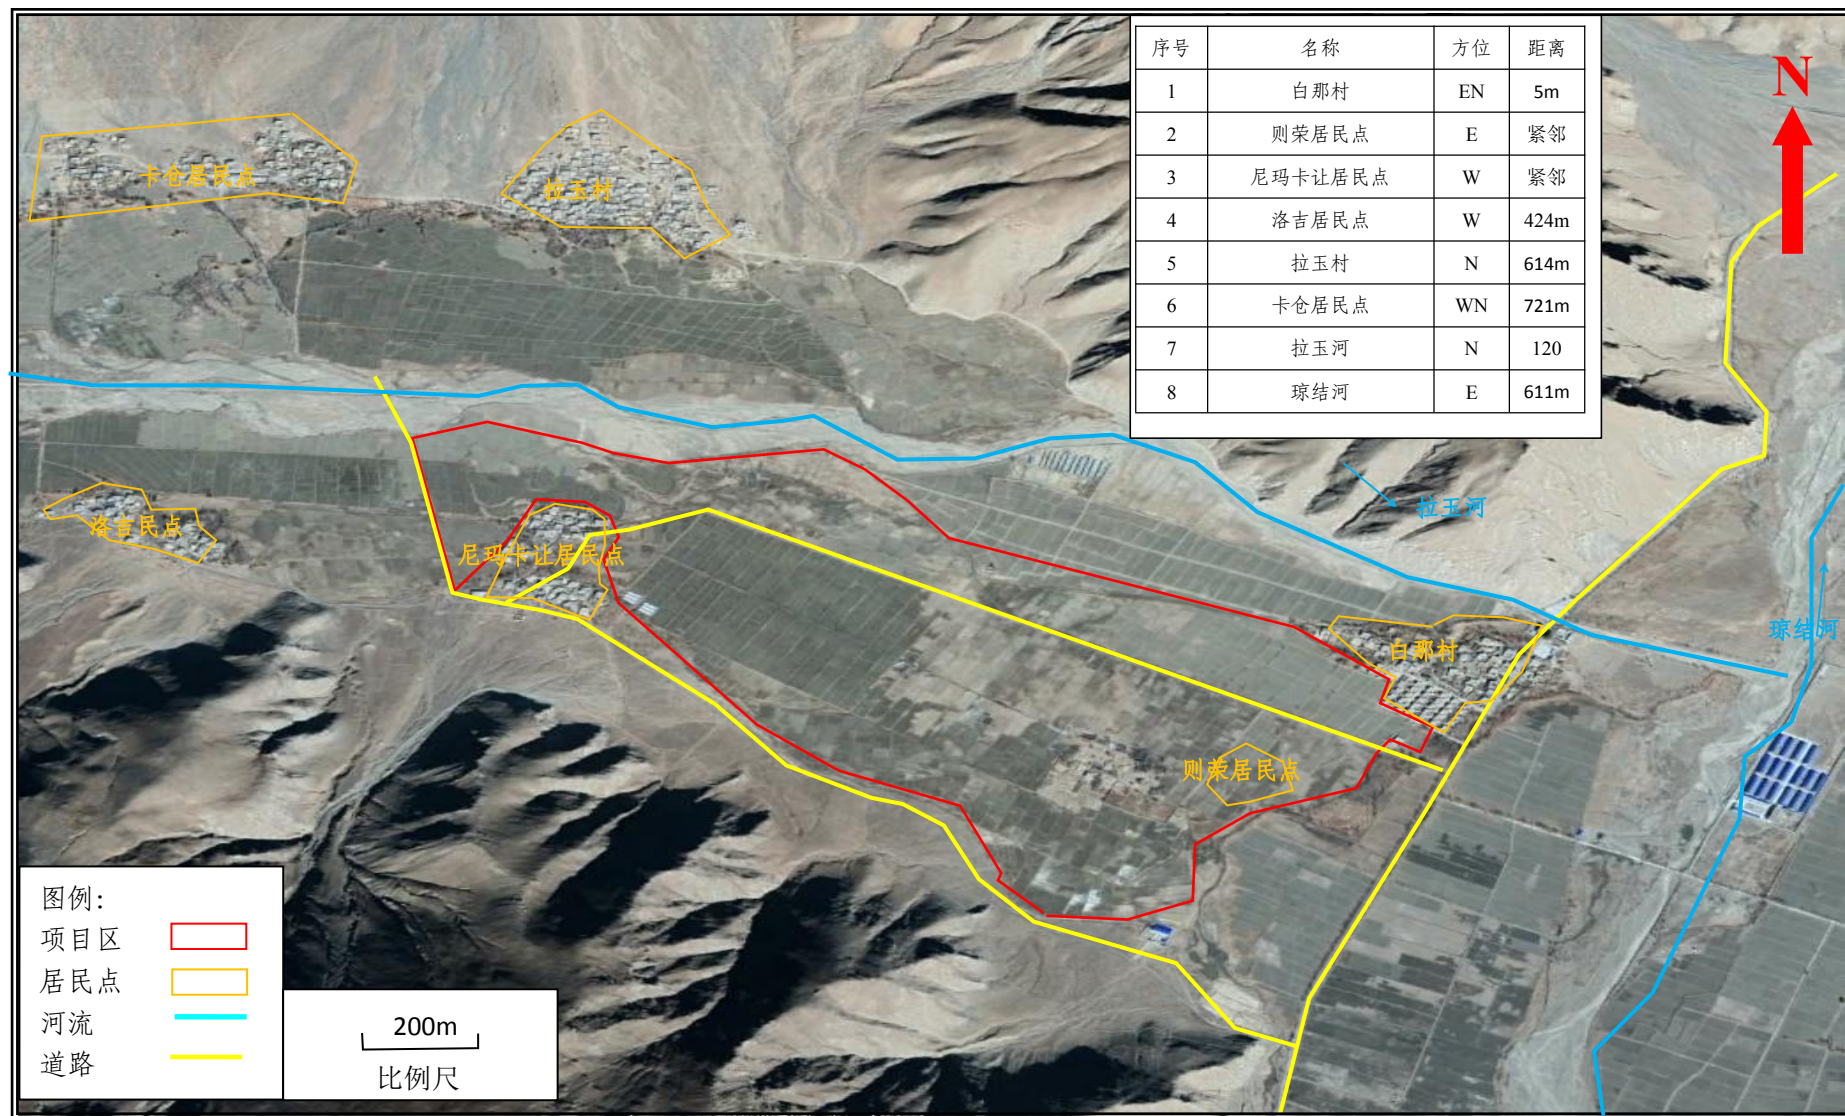 序号 名称 方位 距离
1 白那村 EN 5m
2 则荣居民点 E 紧邻
3 尼玛卡让居民点 W 紧邻
4 洛吉居民点 W 424m
5 拉玉村 N 614m
6 卡仓居民点 WN 721m
7 拉玉河 N 120
8 琼结河 E 611m
N
卡仓居民点
拉玉村
拉玉河
洛吉民点
尼玛卡让居民点
琼结河
白那村
则荣居民点
图例：
项目区
居民点
河流
道路
200m
比例尺